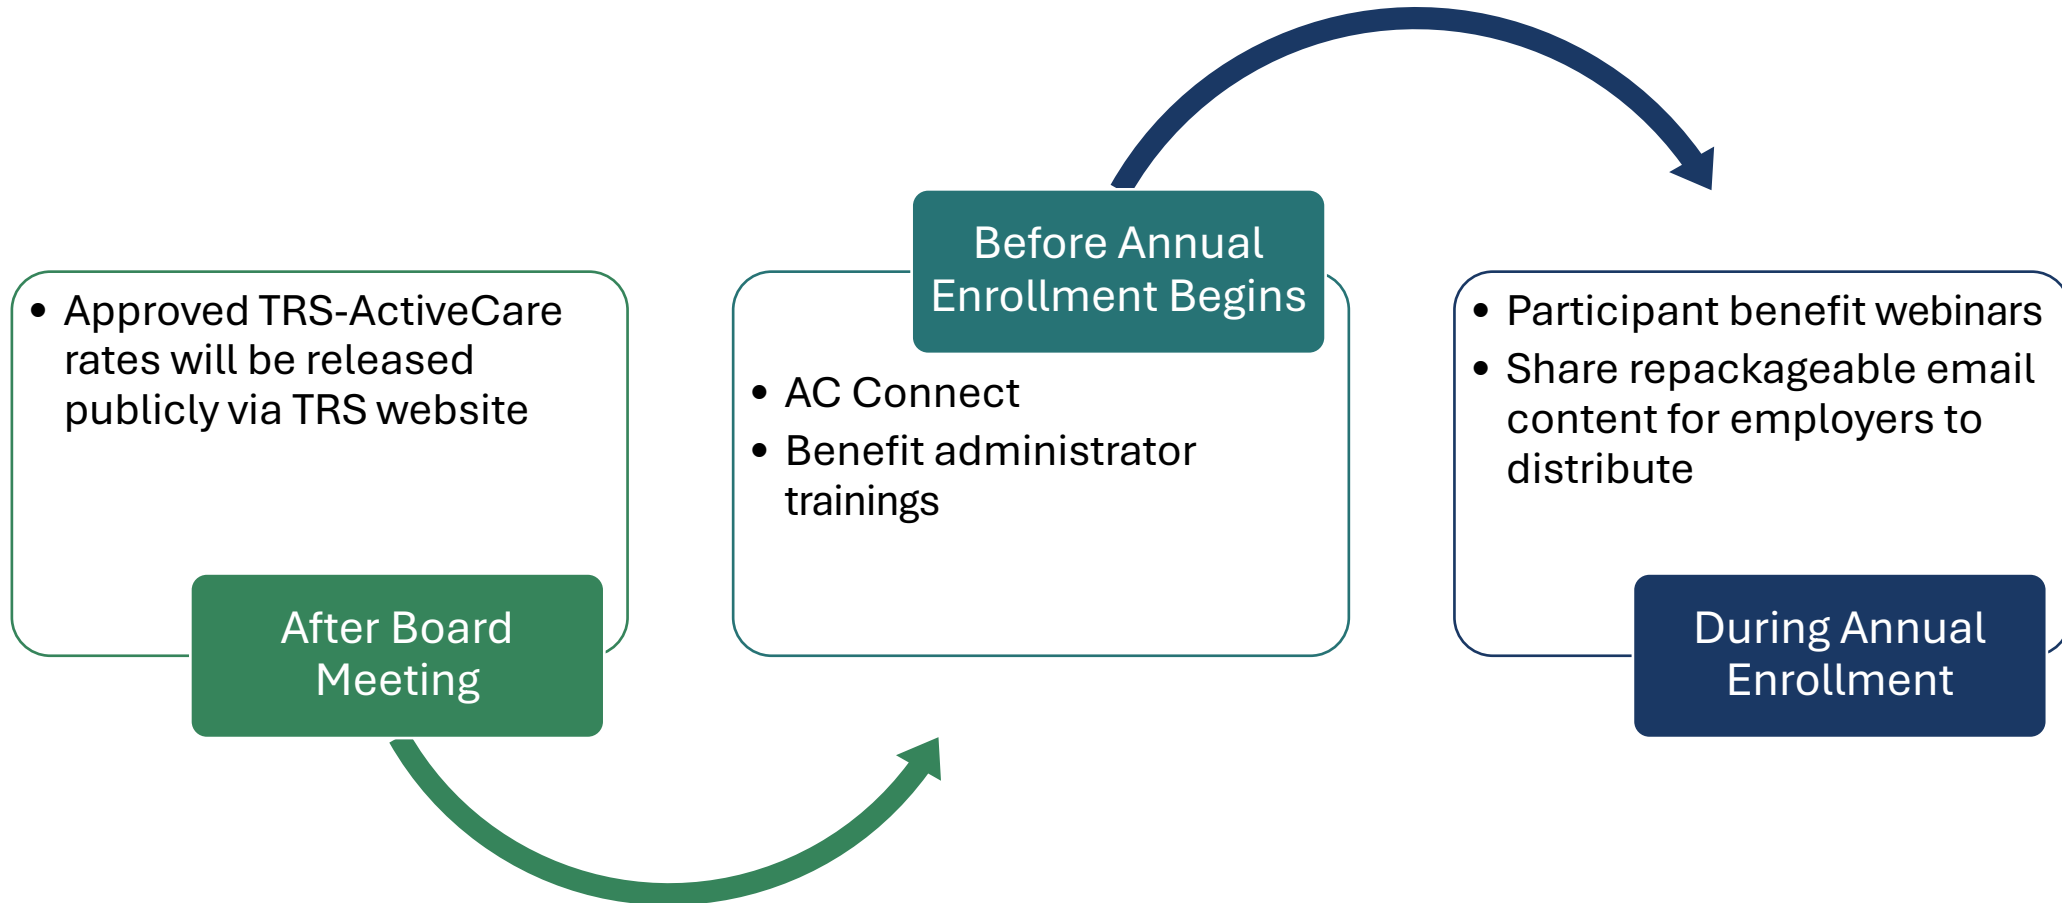 • Approved TRS-ActiveCare
rates will be released
publicly via TRS website
After Board
Meeting
Before Annual
Enrollment Begins
• AC Connect
• Benefit administrator
trainings
• Participant benefit webinars
• Share repackageable email
content for employers to
distribute
During Annual
Enrollment